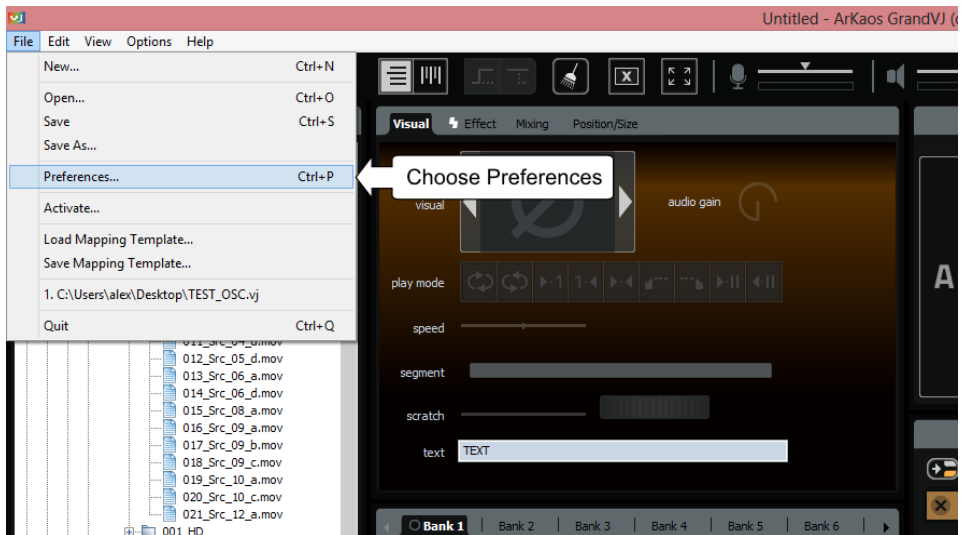 Untitled - ArKaos GrandVJ (
File Edit View Options Help
New... Ctrl+N
Open... Ctrl+O
Save Ctrl+S
Save As...
Preferences... Ctrl+P
Activate...
Load Mapping Template...
Save Mapping Template...
1. C:\Users\alex\Desktop\TEST_OSC.vj
Quit Ctrl+Q
Choose Preferences
Visual Effect Mixing Position/Size
visual
audio gain
play mode
speed
segment
scratch
text TEXT
A
011_Src_04_d.mov
012_Src_05_d.mov
013_Src_06_a.mov
014_Src_06_d.mov
015_Src_08_a.mov
016_Src_09_a.mov
017_Src_09_b.mov
018_Src_09_c.mov
019_Src_10_a.mov
020_Src_10_c.mov
021_Src_12_a.mov
001_HD
Bank 1 Bank 2 Bank 3 Bank 4 Bank 5 Bank 6